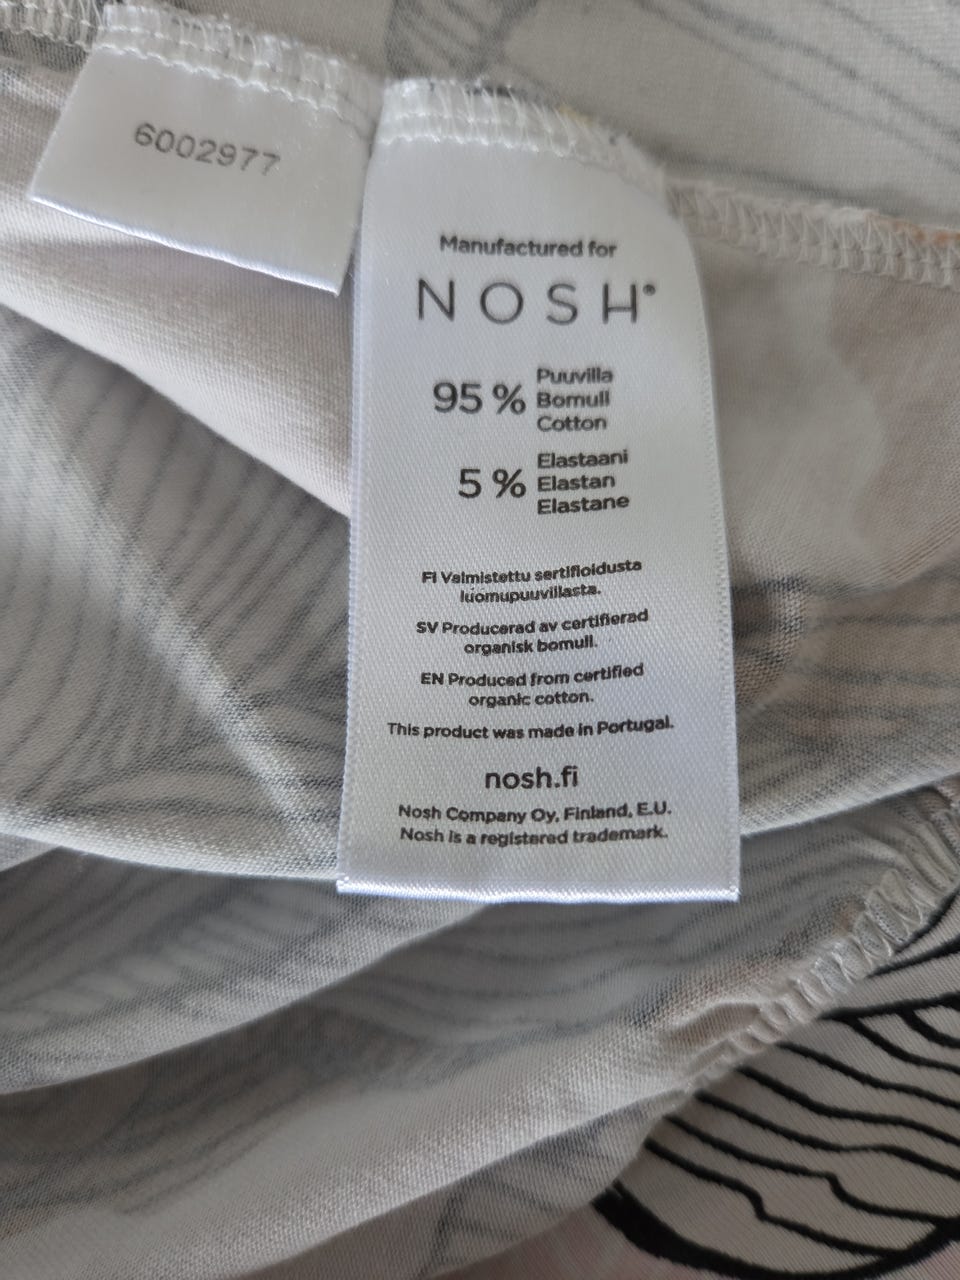 6002977
Manufactured for
NOSH®
95 %
Puuvilla
Bomull
Cotton
5 %
Elastaani
Elastan
Elastane
FI Valmistettu sertifioidusta
luomupuuvillasta.
SV Producerad av certifierad
organisk bomull.
EN Produced from certified
organic cotton.
This product was made in Portugal.
nosh.fi
Nosh Company Oy, Finland, E.U.
Nosh is a registered trademark.